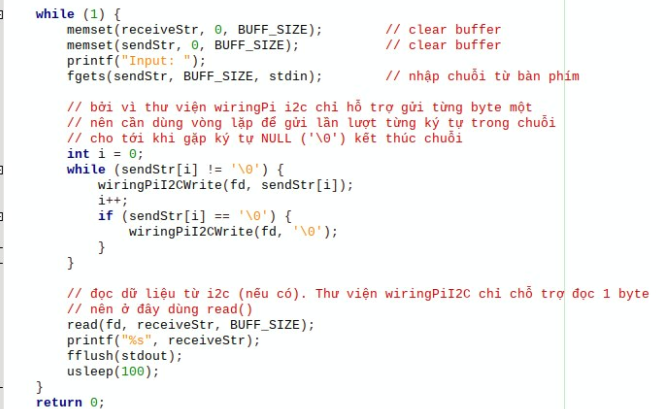 while (1) {
memset(receiveStr, 0, BUFF_SIZE); // clear buffer
memset(sendStr, 0, BUFF_SIZE); // clear buffer
printf("Input: ");
fgets(sendStr, BUFF_SIZE, stdin); // nhập chuỗi từ bàn phím
// bởi vì thư viện wiringPi i2c chỉ hỗ trợ gửi từng byte một
// nên cần dùng vòng lặp để gửi lần lượt từng ký tự trong chuỗi
// cho tới khi gặp ký tự NULL ('\0') kết thúc chuỗi
int i = 0;
while (sendStr[i] != '\0') {
wiringPiI2CWrite(fd, sendStr[i]);
i++;
if (sendStr[i] == '\0') {
wiringPiI2CWrite(fd, '\0');
}
}
// đọc dữ liệu từ i2c (nếu có). Thư viện wiringPiI2C chỉ chỗ trợ đọc 1 byte
// nên ở đây dùng read()
read(fd, receiveStr, BUFF_SIZE);
printf("%s", receiveStr);
fflush(stdout);
usleep(100);
}
return 0;